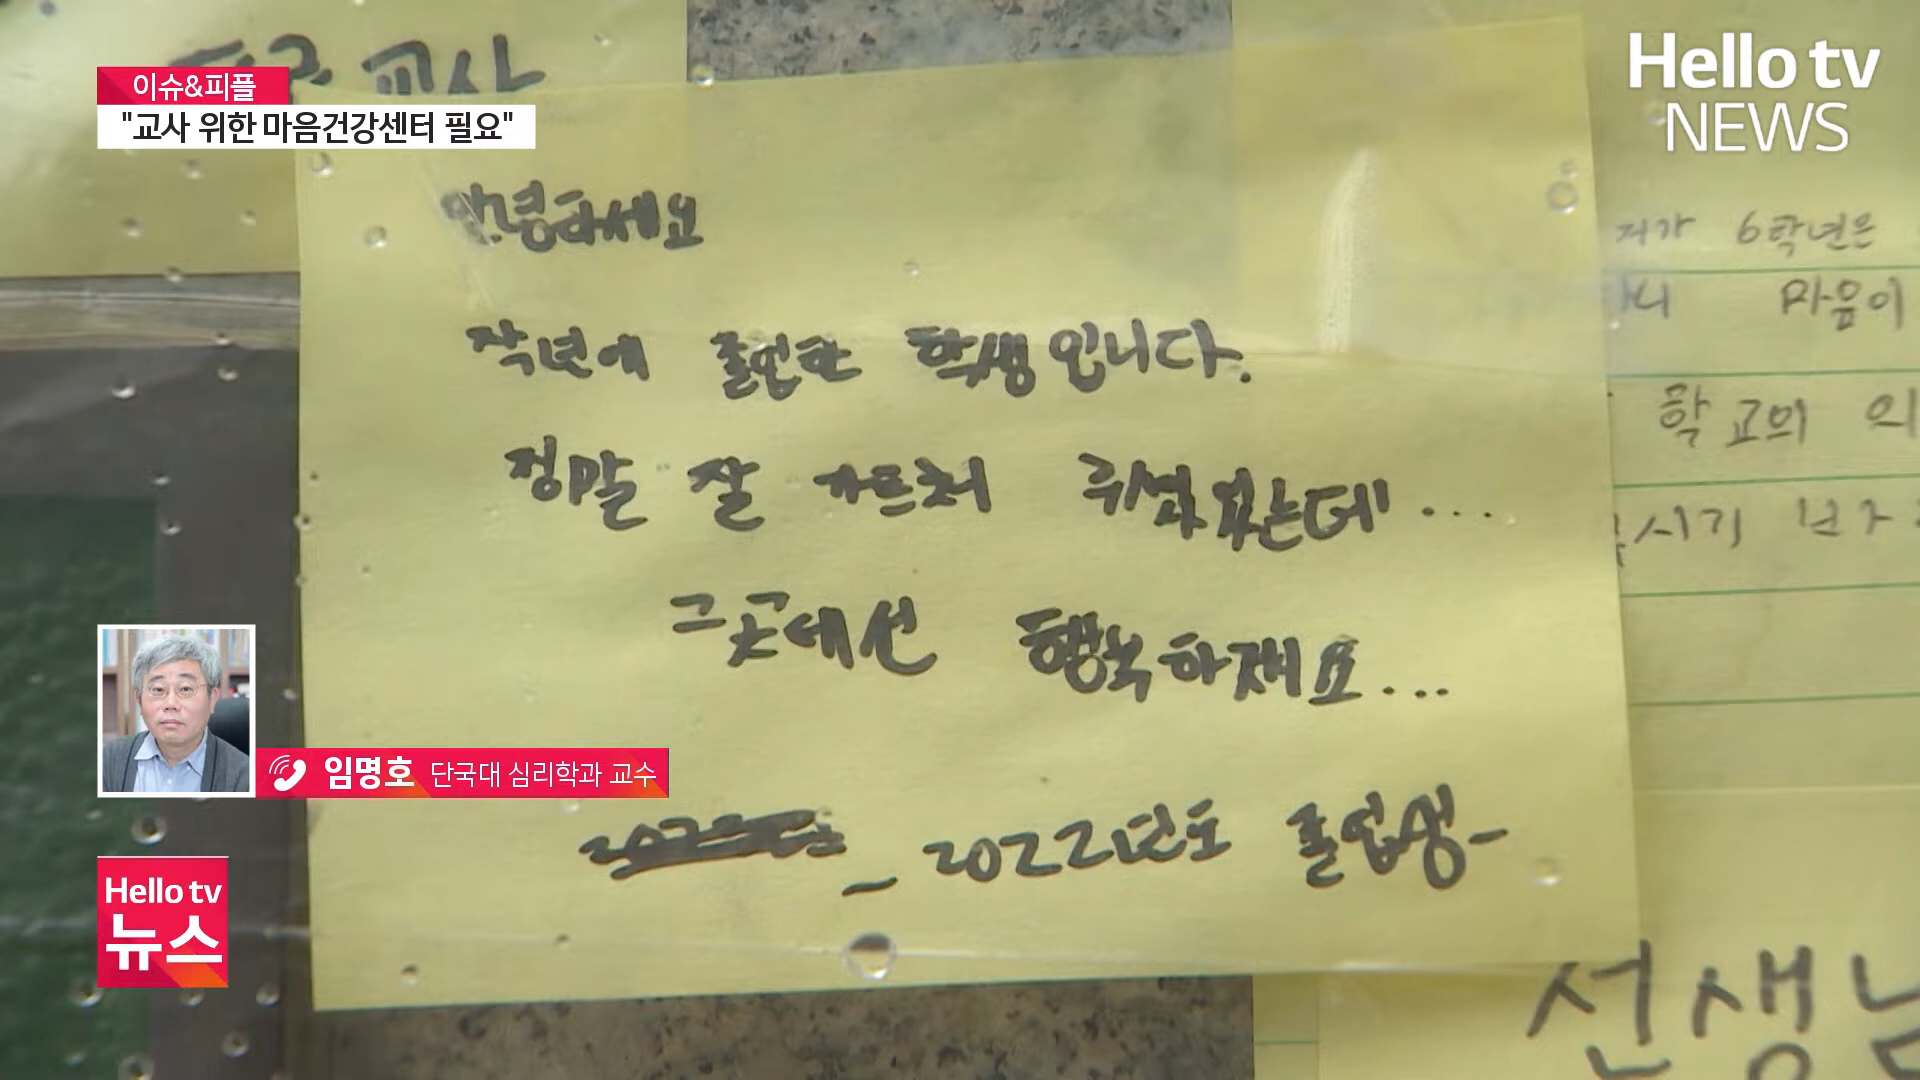 이슈&피플
"교사 위한 마음건강센터 필요"
Hello tv
NEWS
교사
안녕하세요
작년에 졸업한 학생입니다.
정말 잘 가르쳐 주셨었는데...
그곳에선 행복하재요...
_ 2022년도 졸업생-
저가 6학년은
마음이
학교의
선생님
임명호 단국대 심리학과 교수
Hello tv
뉴스